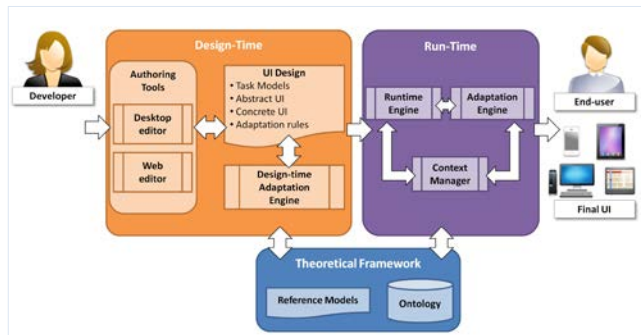 Design-Time
Run-Time
Developer
Authoring
Tools
Desktop
editor
Web
editor
UI Design
• Task Models
• Abstract UI
• Concrete UI
• Adaptation rules
Design-time
Adaptation
Engine
Runtime
Engine
Adaptation
Engine
Context
Manager
End-user
Final UI
Theoretical Framework
Reference Models
Ontology